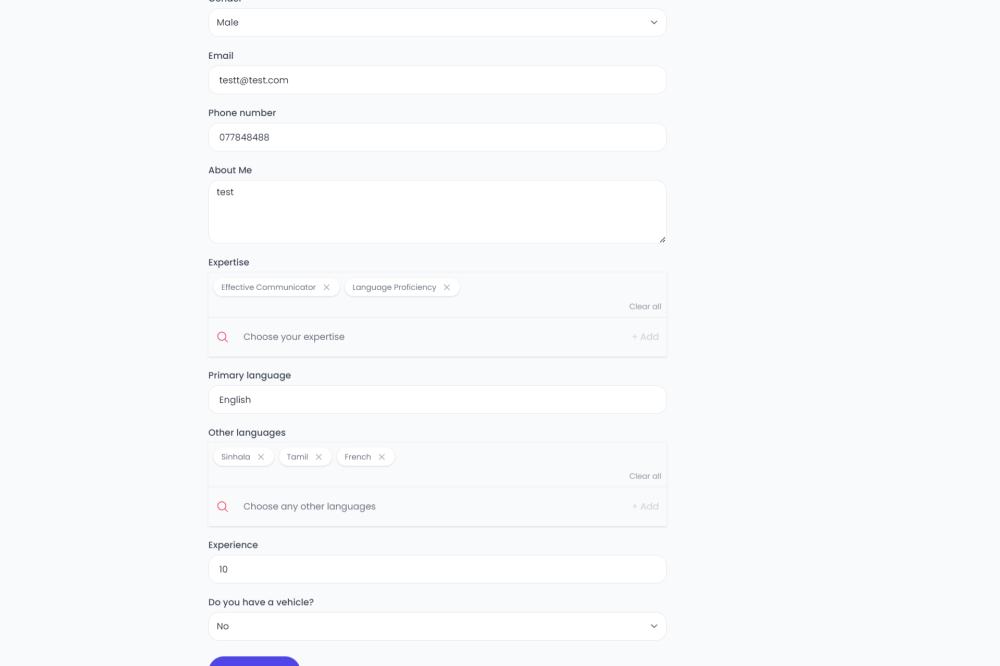 Gender
Male
Email
testt@test.com
Phone number
077848488
About Me
test
Expertise
Effective Communicator
Language Proficiency
Clear all
Choose your expertise
+ Add
Primary language
English
Other languages
Sinhala
Tamil
French
Clear all
Choose any other languages
+ Add
Experience
10
Do you have a vehicle?
No